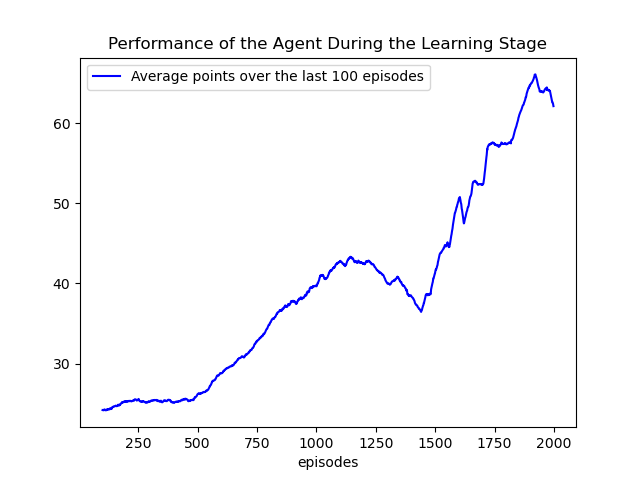 Performance of the Agent During the Learning Stage
Average points over the last 100 episodes
60
50
40
30
250 500 750 1000 1250 1500 1750 2000
episodes